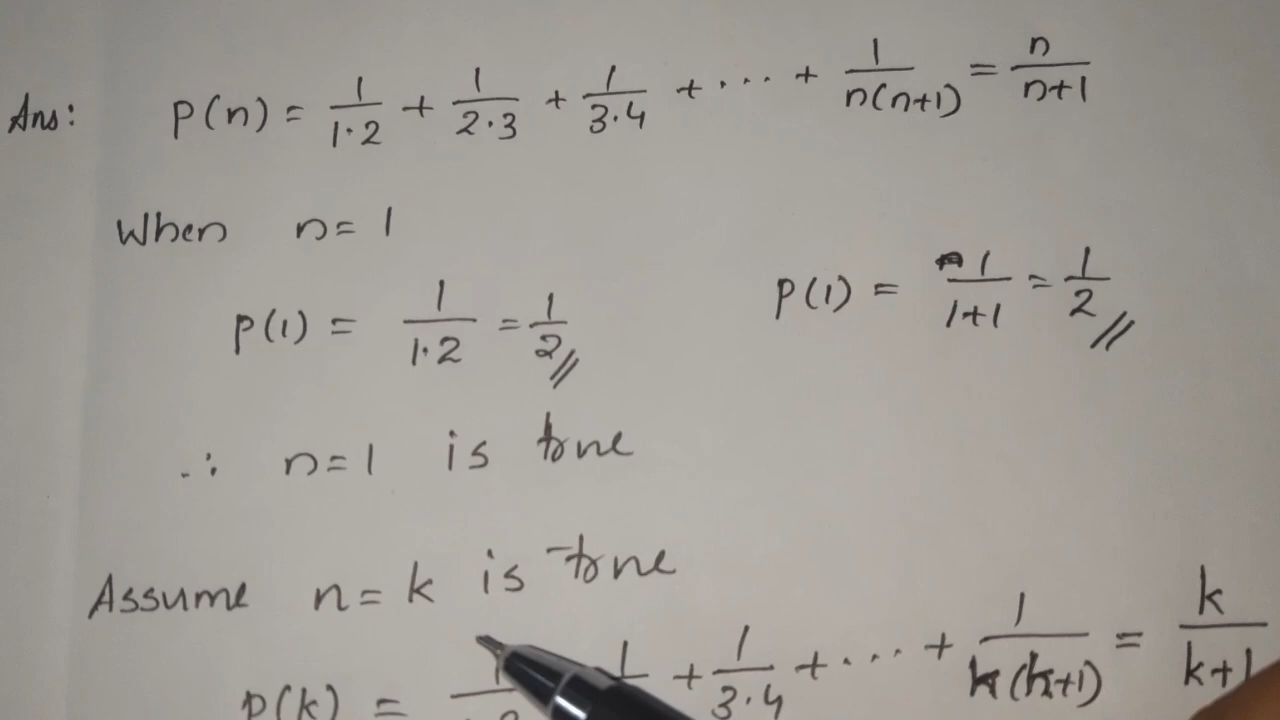 Ans: P(n) = 1/1·2 + 1/2·3 + 1/3·4 + ··· + 1/n(n+1) = n/n+1
When n = 1
P(1) = 1/1·2 = 1/2 // P(1) = 1/1+1 = 1/2 //
∴ n=1 is true
Assume n = k is true
P(k) = 1/ 1/ + 1/3·4 + ··· + 1/k(k+1) = k/k+1